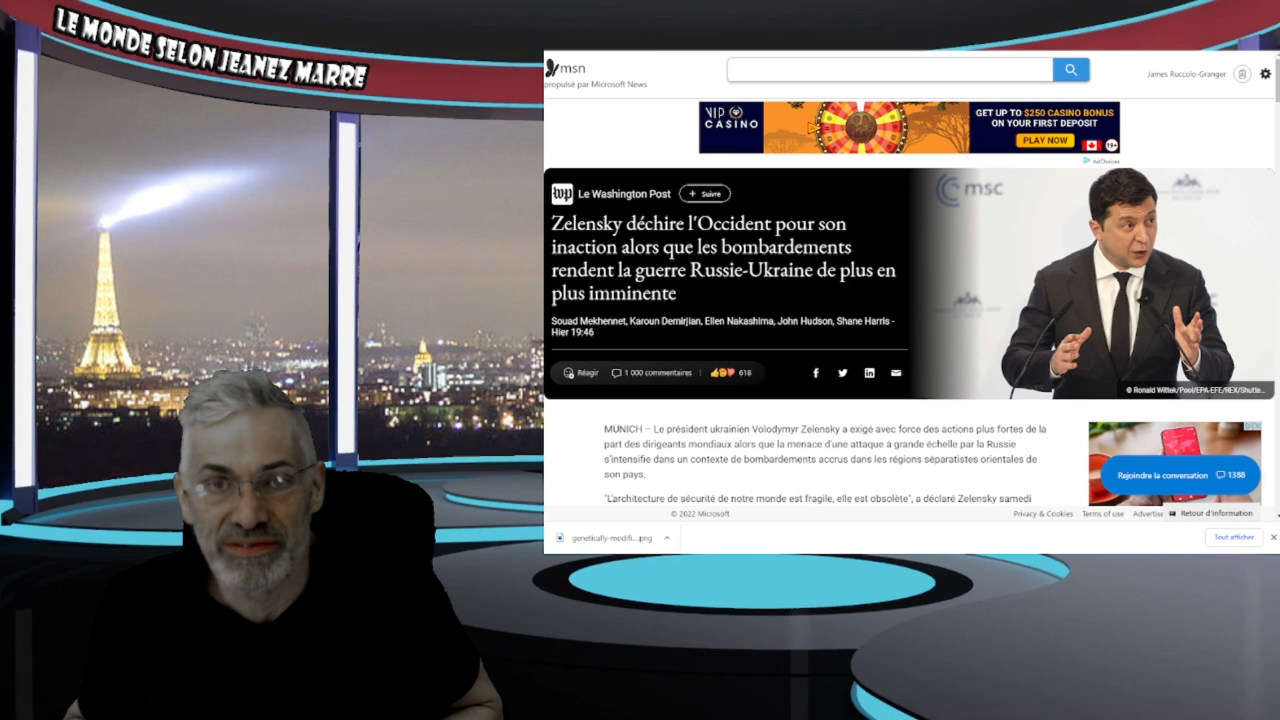 LE MONDE SELON JEANEZ MARRE
msn
propulsé par Microsoft News
James Ruccolo-Granger
VIP
CASINO
GET UP TO $250 CASINO BONUS
ON YOUR FIRST DEPOSIT
PLAY NOW
19+
AdChoices
wp Le Washington Post + Suivre
Zelensky déchire l'Occident pour son
inaction alors que les bombardements
rendent la guerre Russie-Ukraine de plus en
plus imminente
Souad Mekhennet, Karoun Demirjian, Ellen Nakashima, John Hudson, Shane Harris -
Hier 19:46
Réagir 1 000 commentaires 618
msc
© Ronald Wittek/Pool/EPA-EFE/REX/Shutte...
MUNICH – Le président ukrainien Volodymyr Zelensky a exigé avec force des actions plus fortes de la
part des dirigeants mondiaux alors que la menace d'une attaque à grande échelle par la Russie
s'intensifie dans un contexte de bombardements accrus dans les régions séparatistes orientales de
son pays.
"L'architecture de sécurité de notre monde est fragile, elle est obsolète", a déclaré Zelensky samedi
Rejoindre la conversation 1388
© 2022 Microsoft
Privacy & Cookies Terms of use Advertise Retour d'information
genetically-modifi....png
Tout afficher